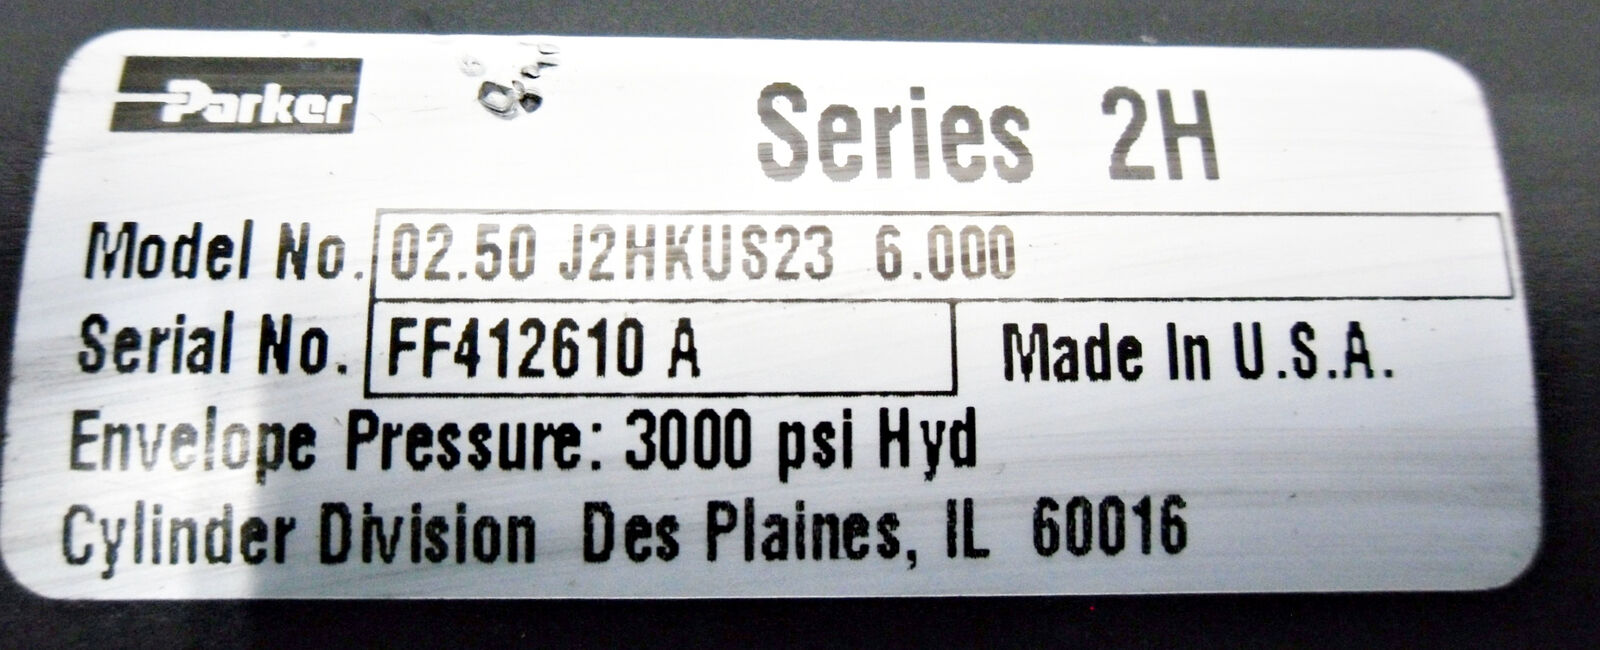 Parker
Series 2H
Model No. 02.50 J2HKUS23 6.000
Serial No. FF412610 A Made In U.S.A.
Envelope Pressure: 3000 psi Hyd
Cylinder Division Des Plaines, IL 60016